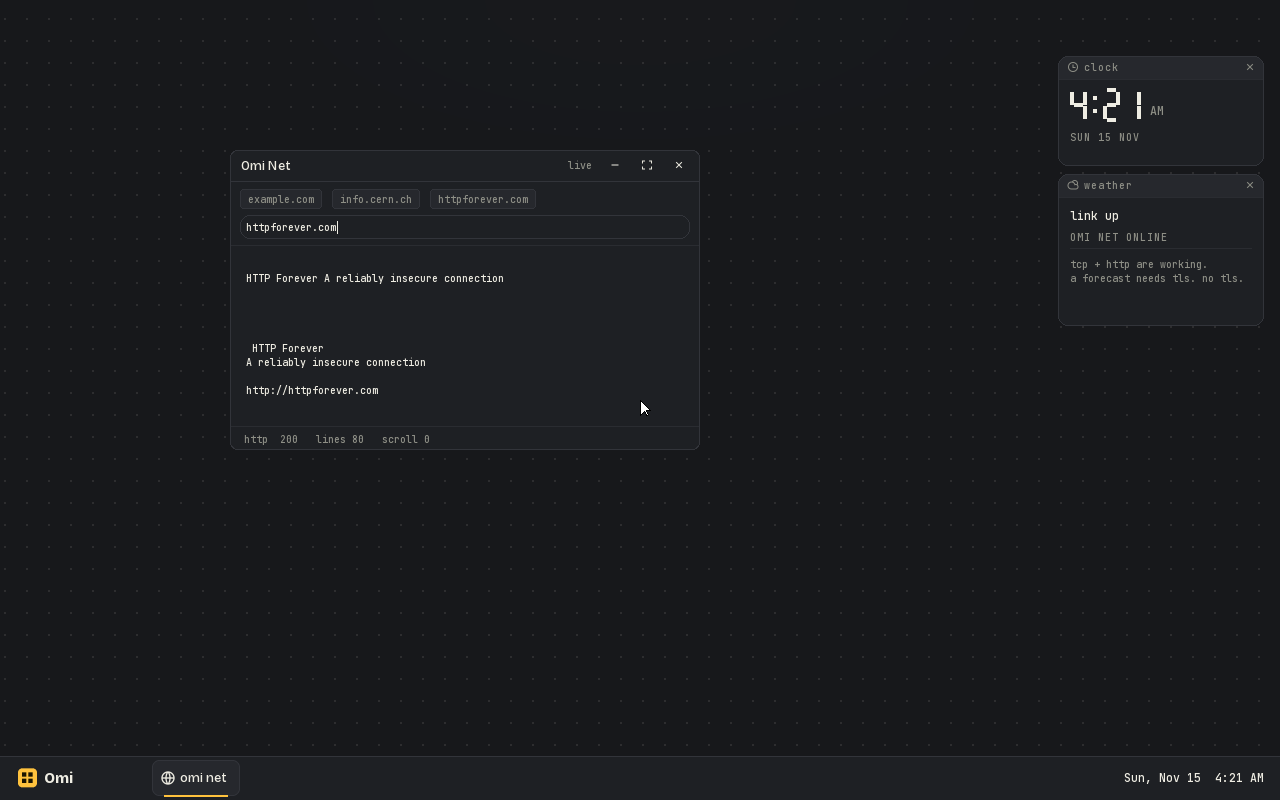 clock
4:21 AM
SUN 15 NOV
Omi Net
live
example.com
info.cern.ch
httpforever.com
httpforever.com
HTTP Forever A reliably insecure connection
HTTP Forever
A reliably insecure connection
http://httpforever.com
http 200 lines 80 scroll 0
weather
link up
OMI NET ONLINE
tcp + http are working.
a forecast needs tls. no tls.
Omi
omi net
Sun, Nov 15 4:21 AM